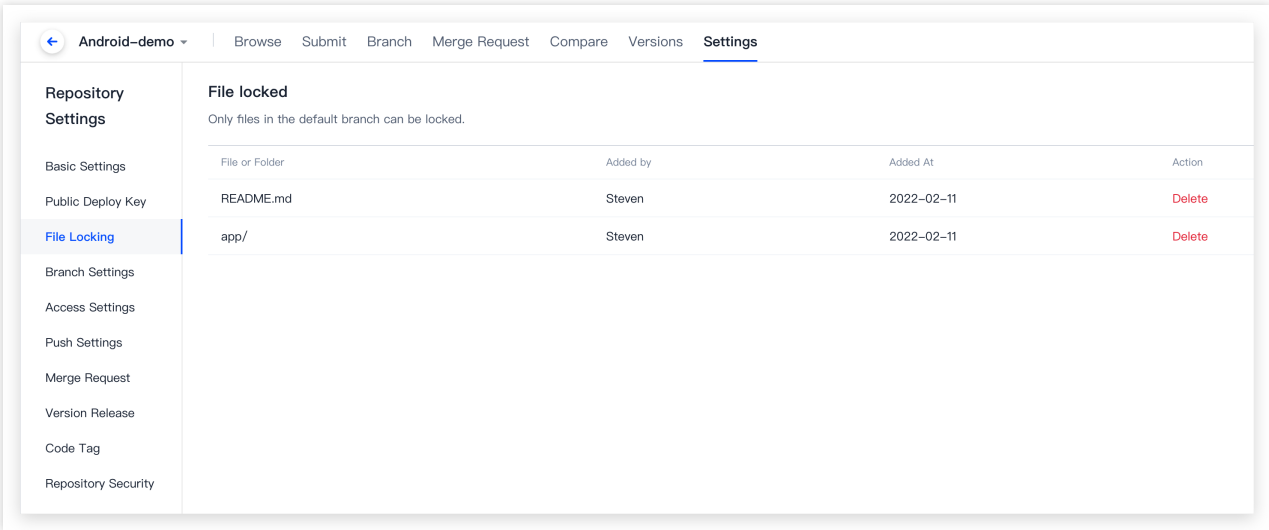 Android-demo Browse Submit Branch Merge Request Compare Versions Settings
Repository
Settings
Basic Settings
Public Deploy Key
File Locking
Branch Settings
Access Settings
Push Settings
Merge Request
Version Release
Code Tag
Repository Security
File locked
Only files in the default branch can be locked.
File or Folder Added by Added At Action
README.md Steven 2022-02-11 Delete
app/ Steven 2022-02-11 Delete